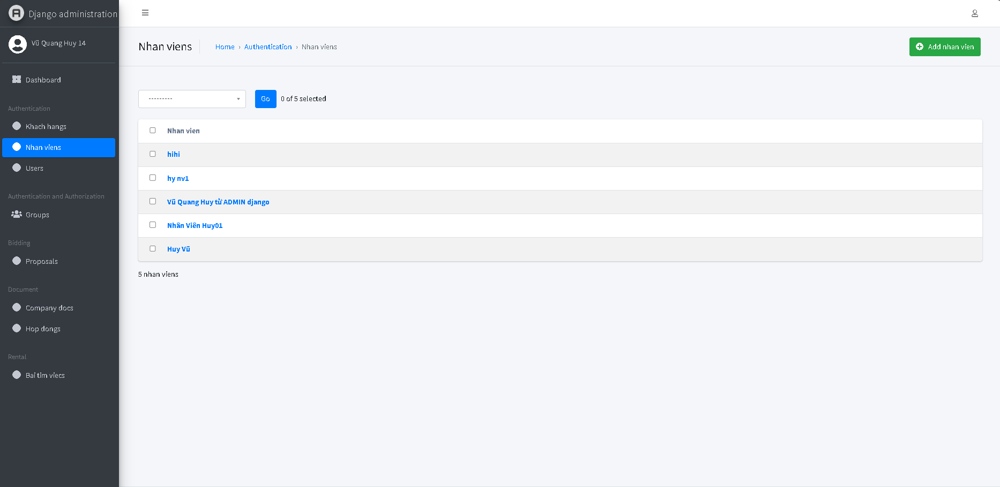 Django administration
Vũ Quang Huy 14
Dashboard
Authentication
Khach hangs
Nhan viens
Users
Authentication and Authorization
Groups
Bidding
Proposals
Document
Company docs
Hop dongs
Rental
Bai tim viecs
Nhan viens
Home › Authentication › Nhan viens
Add nhan vien
---------
Go
0 of 5 selected
Nhan vien
hihi
hy nv1
Vũ Quang Huy từ ADMIN django
Nhân Viên Huy01
Huy Vũ
5 nhan viens